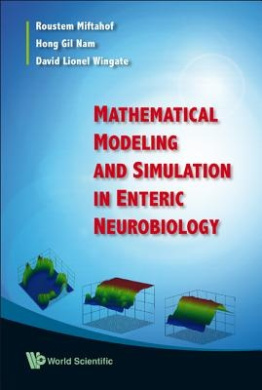 Roustem Miftahof
Hong Gil Nam
David Lionel Wingate
MATHEMATICAL
MODELING
AND SIMULATION
IN ENTERIC
NEUROBIOLOGY
World Scientific